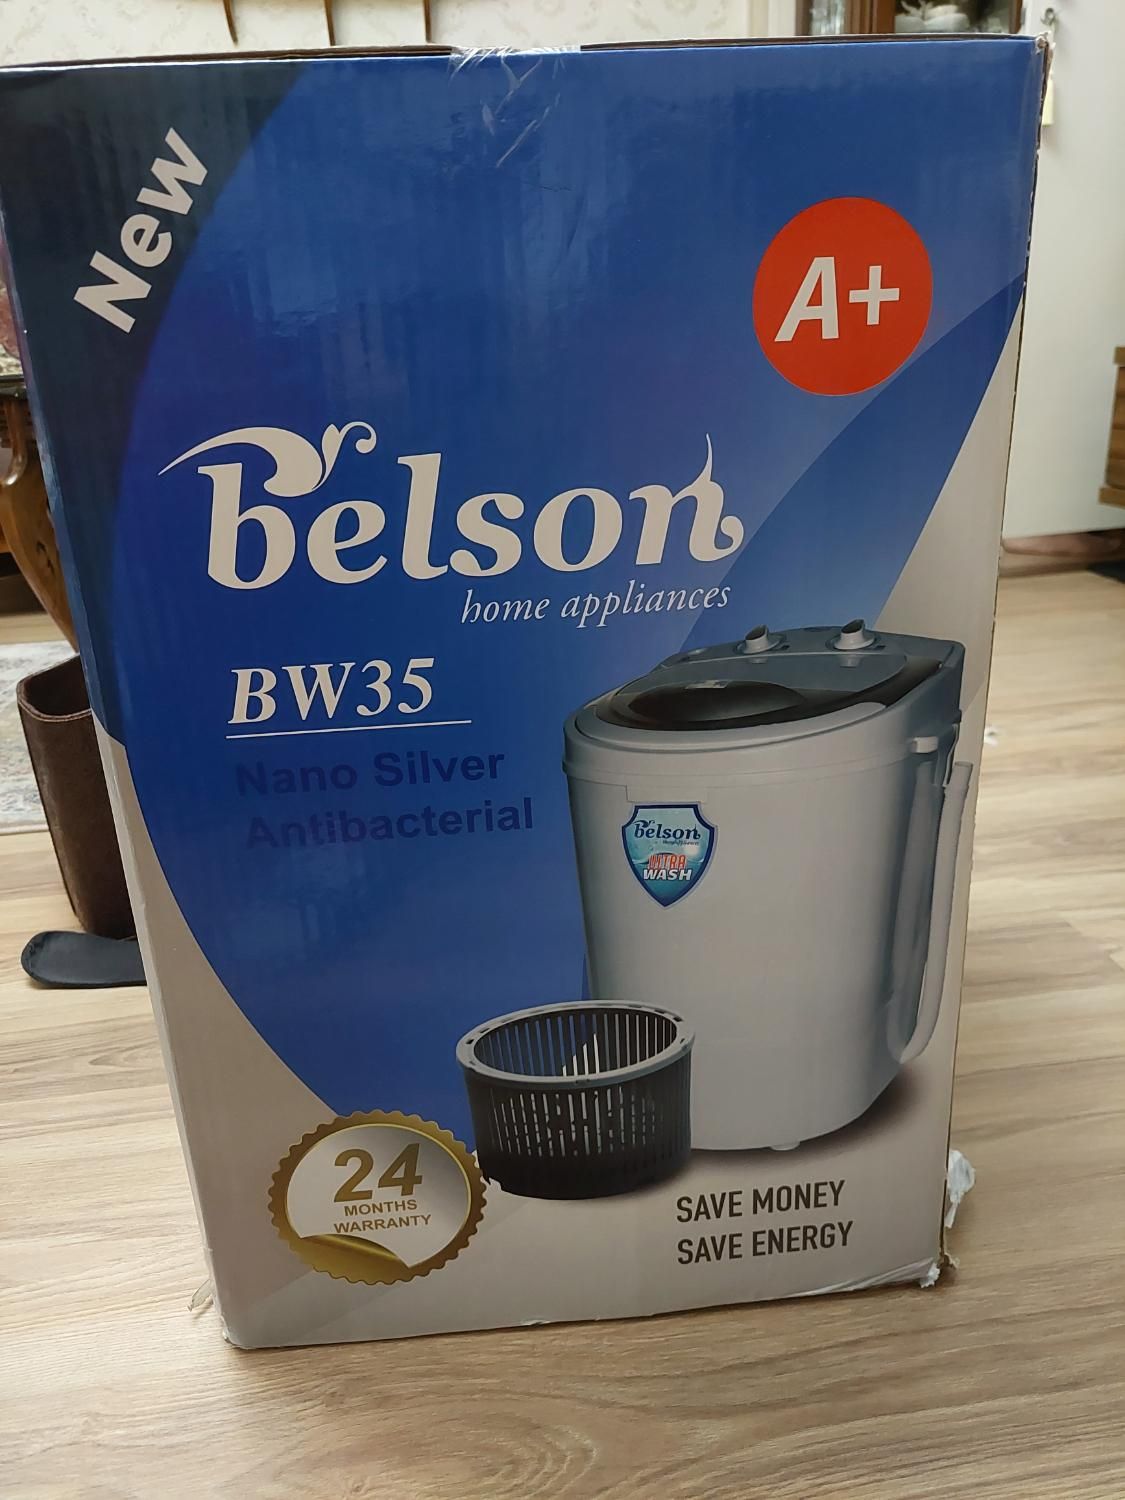 New
A+
belson
home appliances
BW35
Nano Silver
Antibacterial
belson
ULTRA
WASH
24
MONTHS
WARRANTY
SAVE MONEY
SAVE ENERGY